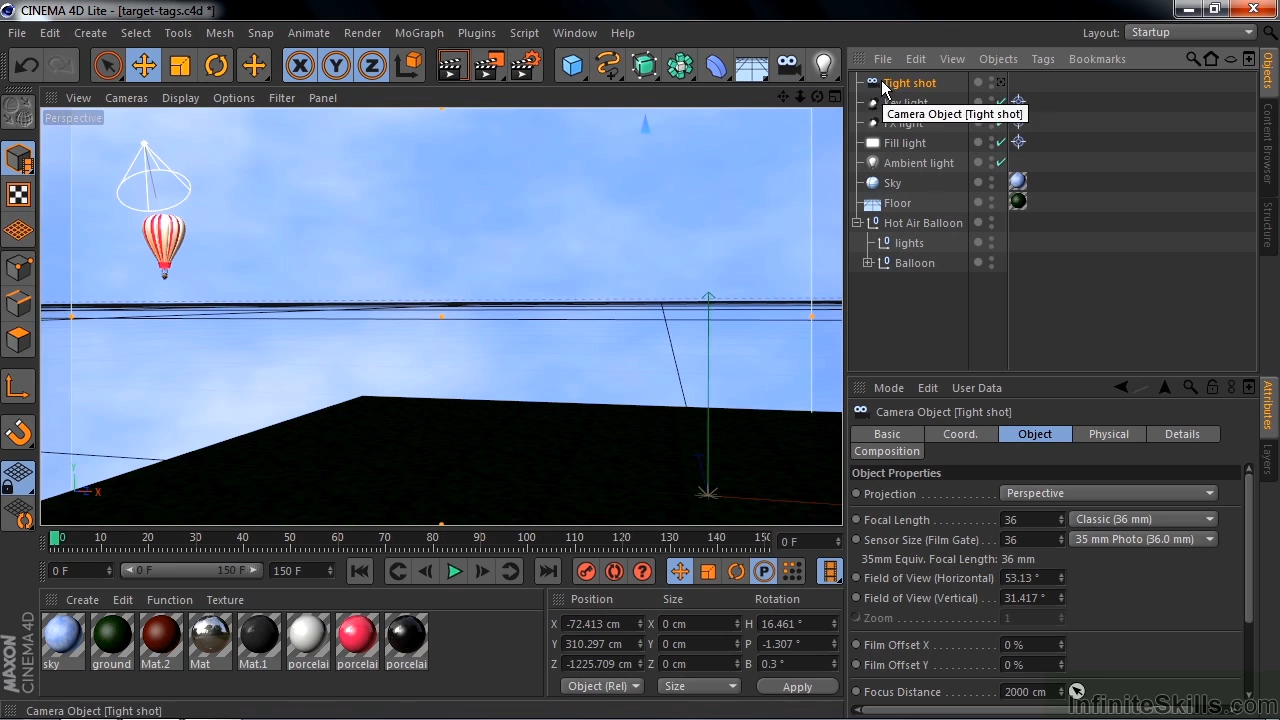 CINEMA 4D Lite - [target-tags.c4d *]
File Edit Create Select Tools Mesh Snap Animate Render MoGraph Plugins Script Window Help
Layout: Startup
X Y Z
File Edit View Objects Tags Bookmarks
View Cameras Display Options Filter Panel
Perspective
Tight shot
Key light
Camera Object [Tight shot]
FX light
Fill light
Ambient light
Sky
Floor
Hot Air Balloon
lights
Balloon
Objects
Content Browser
Structure
Attributes
Layers
Mode Edit User Data
Camera Object [Tight shot]
Basic Coord. Object Physical Details
Composition
Object Properties
Projection Perspective
Focal Length 36 Classic (36 mm)
Sensor Size (Film Gate) 36 35 mm Photo (36.0 mm)
35mm Equiv. Focal Length: 36 mm
Field of View (Horizontal) 53.13 °
Field of View (Vertical) 31.417 °
Zoom 1
Film Offset X 0 %
Film Offset Y 0 %
Focus Distance 2000 cm
Y
X
0 10 20 30 40 50 60 70 80 90 100 110 120 130 140 150 0 F
0 F 0 F 150 F 150 F
Create Edit Function Texture
sky ground Mat.2 Mat Mat.1 porcelai porcelai porcelai
Position Size Rotation
X -72.413 cm X 0 cm H 16.461 °
Y 310.297 cm Y 0 cm P -1.307 °
Z -1225.709 cm Z 0 cm B 0.3 °
Object (Rel) Size Apply
MAXON CINEMA 4D
Camera Object [Tight shot]
InfiniteSkills.com